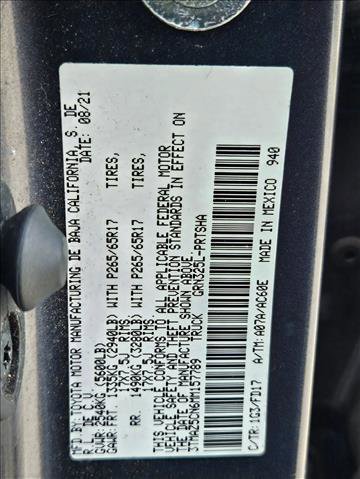 MFD.BY: TOYOTA MOTOR MANUFACTURING DE BAJA CALIFORNIA, S. DE
R.L. DE C.V. DATE: 08/21
GVWR: 2540KG(5600LB)
GAWR: FRT. 1335KG(2940LB) WITH P265/65R17 TIRES,
17X7.5J RIMS
RR. 1490KG(3280LB) WITH P265/65R17 TIRES,
17X7.5J RIMS.
THIS VEHICLE CONFORMS TO ALL APPLICABLE FEDERAL MOTOR
VEHICLE SAFETY AND THEFT PREVENTION STANDARDS IN EFFECT ON
THE DATE OF MANUFACTURE SHOWN ABOVE.
3TMAZ5CN6MM157789 TRUCK GRN325L-PRTSHA
C/TR: 1G3/FD17 A/TM: A07A/AC60E MADE IN MEXICO 940